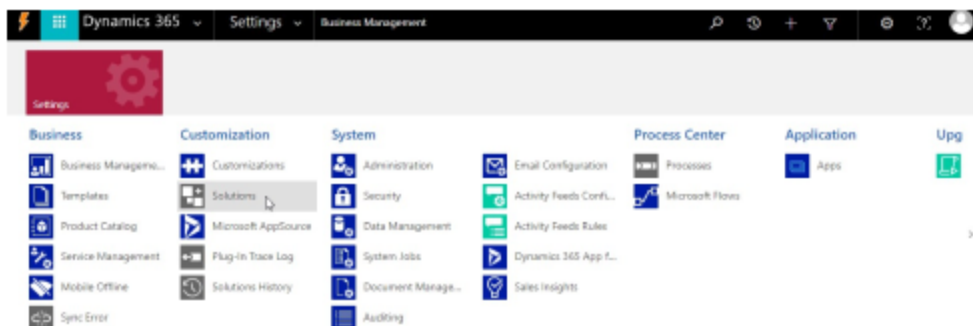 Dynamics 365 Settings Business Management
Settings
Business
Business Manageme...
Templates
Product Catalog
Service Management
Mobile Offline
Sync Error
Customization
Customizations
Solutions
Microsoft AppSource
Plug-In Trace Log
Solutions History
System
Administration
Security
Data Management
System Jobs
Document Manage...
Auditing
Email Configuration
Activity Feeds Confi...
Activity Feeds Rules
Dynamics 365 App f...
Sales Insights
Process Center
Processes
Microsoft Flows
Application
Apps
Upg